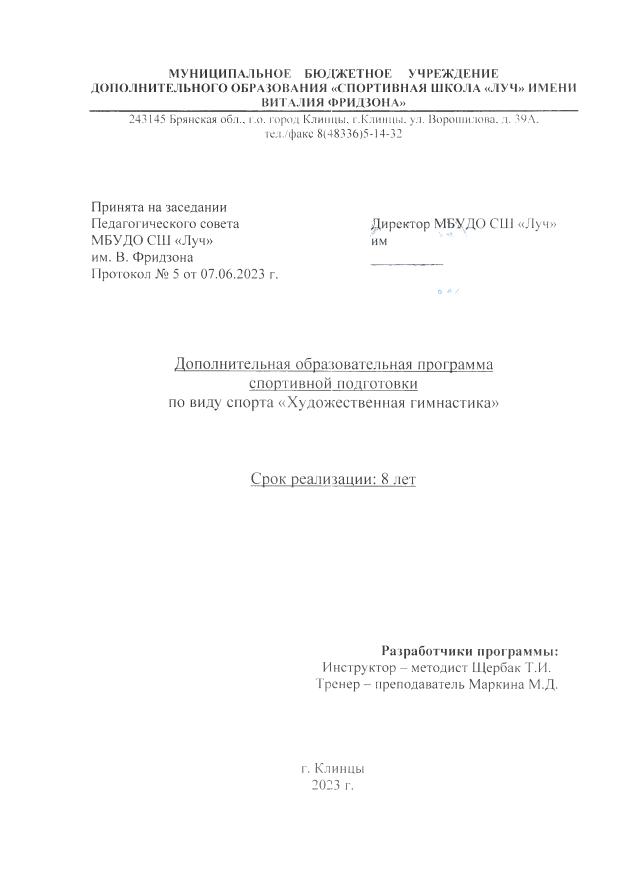 МУНИЦИПАЛЬНОЕ БЮДЖЕТНОЕ УЧРЕЖДЕНИЕ
ДОПОЛНИТЕЛЬНОГО ОБРАЗОВАНИЯ «СПОРТИВНАЯ ШКОЛА «ЛУЧ» ИМЕНИ
ВИТАЛИЯ ФРИДЗОНА»
243145 Брянская обл., г.о. город Клинцы, г.Клинцы, ул. Ворошилова, д. 39А.
тел./факс 8(48336)5-14-32
Принята на заседании
Педагогического совета
МБУДО СШ «Луч»
им. В. Фридзона
Протокол № 5 от 07.06.2023 г.
Директор МБУДО СШ «Луч»
им
Дополнительная образовательная программа
спортивной подготовки
по виду спорта «Художественная гимнастика»
Срок реализации: 8 лет
Разработчики программы:
Инструктор – методист Щербак Т.И.
Тренер – преподаватель Маркина М.Д.
г. Клинцы
2023 г.